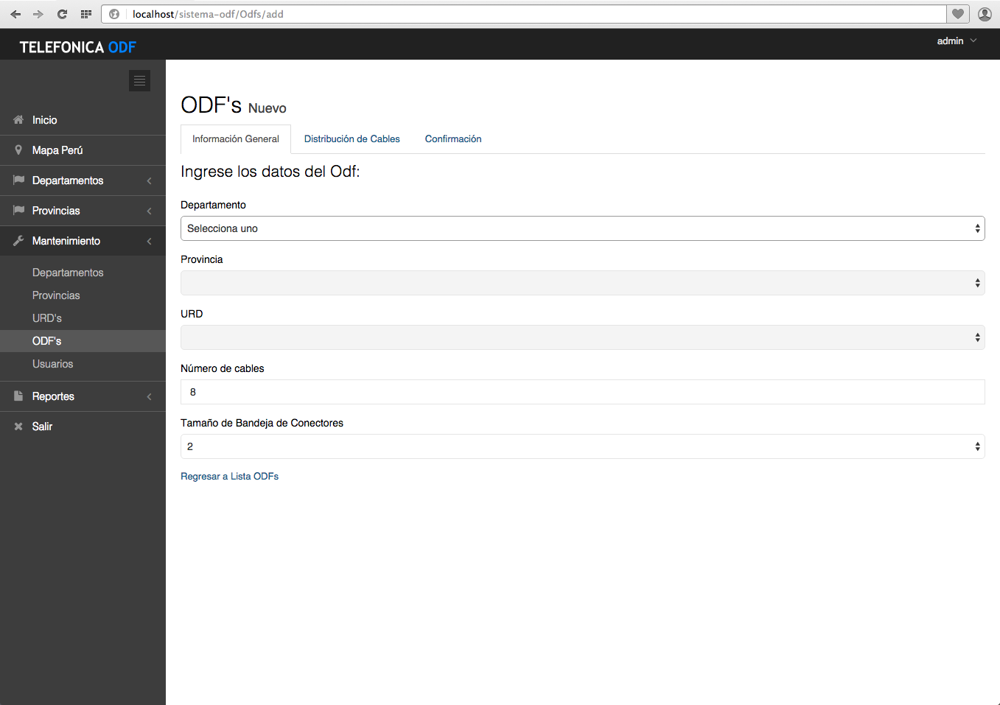 localhost/sistema-odf/Odfs/add
TELEFONICA ODF
admin
Inicio
Mapa Perú
Departamentos
Provincias
Mantenimiento
Departamentos
Provincias
URD's
ODF's
Usuarios
Reportes
Salir
ODF's Nuevo
Información General
Distribución de Cables
Confirmación
Ingrese los datos del Odf:
Departamento
Selecciona uno
Provincia
URD
Número de cables
8
Tamaño de Bandeja de Conectores
2
Regresar a Lista ODFs